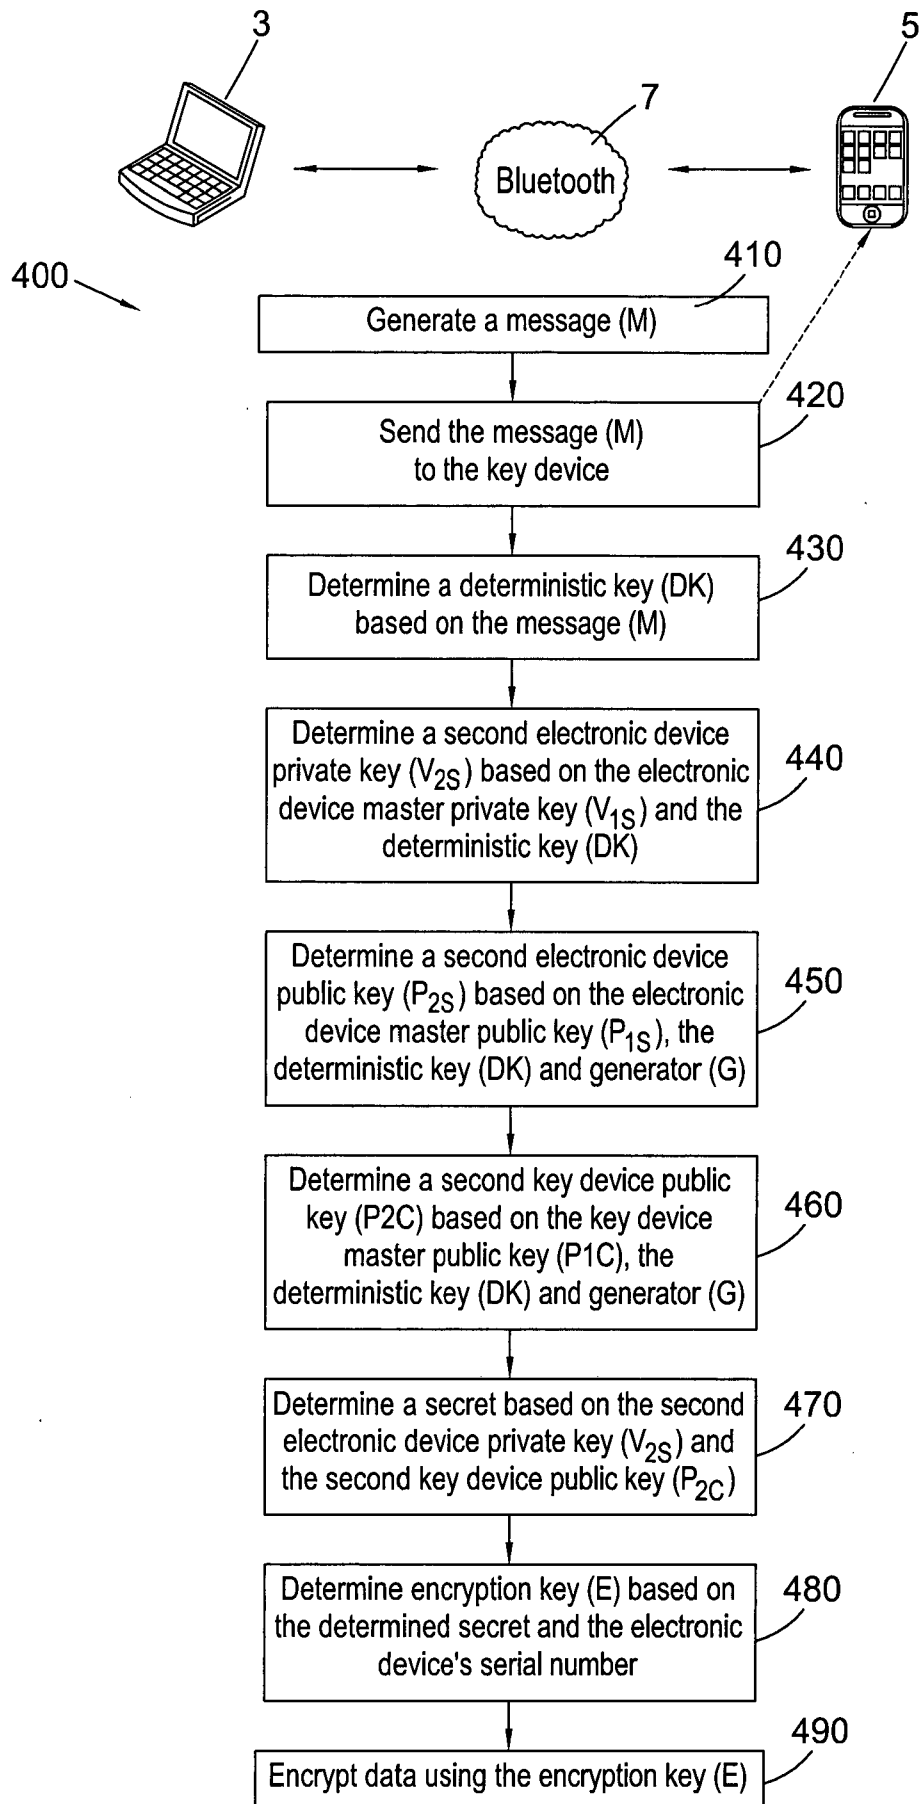 3
5
7
Bluetooth
400
410
Generate a message (M)
420
Send the message (M)
to the key device
430
Determine a deterministic key (DK)
based on the message (M)
440
Determine a second electronic device
private key (V2S) based on the electronic
device master private key (V1S) and the
deterministic key (DK)
450
Determine a second electronic device
public key (P2S) based on the electronic
device master public key (P1S), the
deterministic key (DK) and generator (G)
460
Determine a second key device public
key (P2C) based on the key device
master public key (P1C), the
deterministic key (DK) and generator (G)
470
Determine a secret based on the second
electronic device private key (V2S) and
the second key device public key (P2C)
480
Determine encryption key (E) based on
the determined secret and the electronic
device's serial number
490
Encrypt data using the encryption key (E)